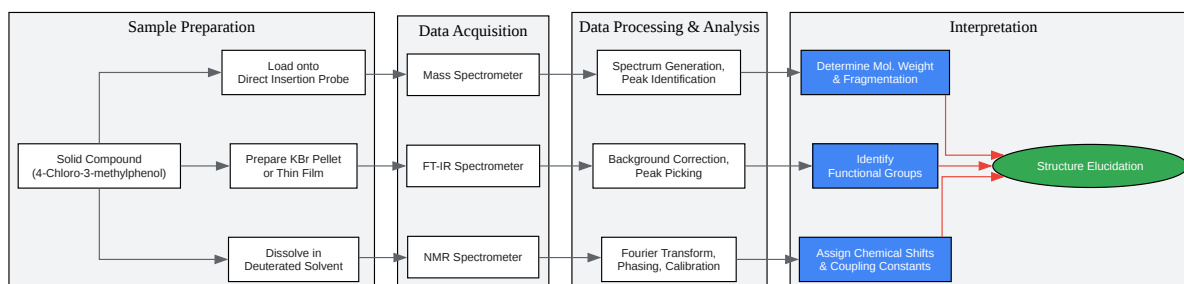 Sample Preparation
Data Acquisition
Data Processing & Analysis
Interpretation
Load onto
Direct Insertion Probe
Mass Spectrometer
Spectrum Generation,
Peak Identification
Determine Mol. Weight
& Fragmentation
Solid Compound
(4-Chloro-3-methylphenol)
Prepare KBr Pellet
or Thin Film
FT-IR Spectrometer
Background Correction,
Peak Picking
Identify
Functional Groups
Structure Elucidation
Dissolve in
Deuterated Solvent
NMR Spectrometer
Fourier Transform,
Phasing, Calibration
Assign Chemical Shifts
& Coupling Constants